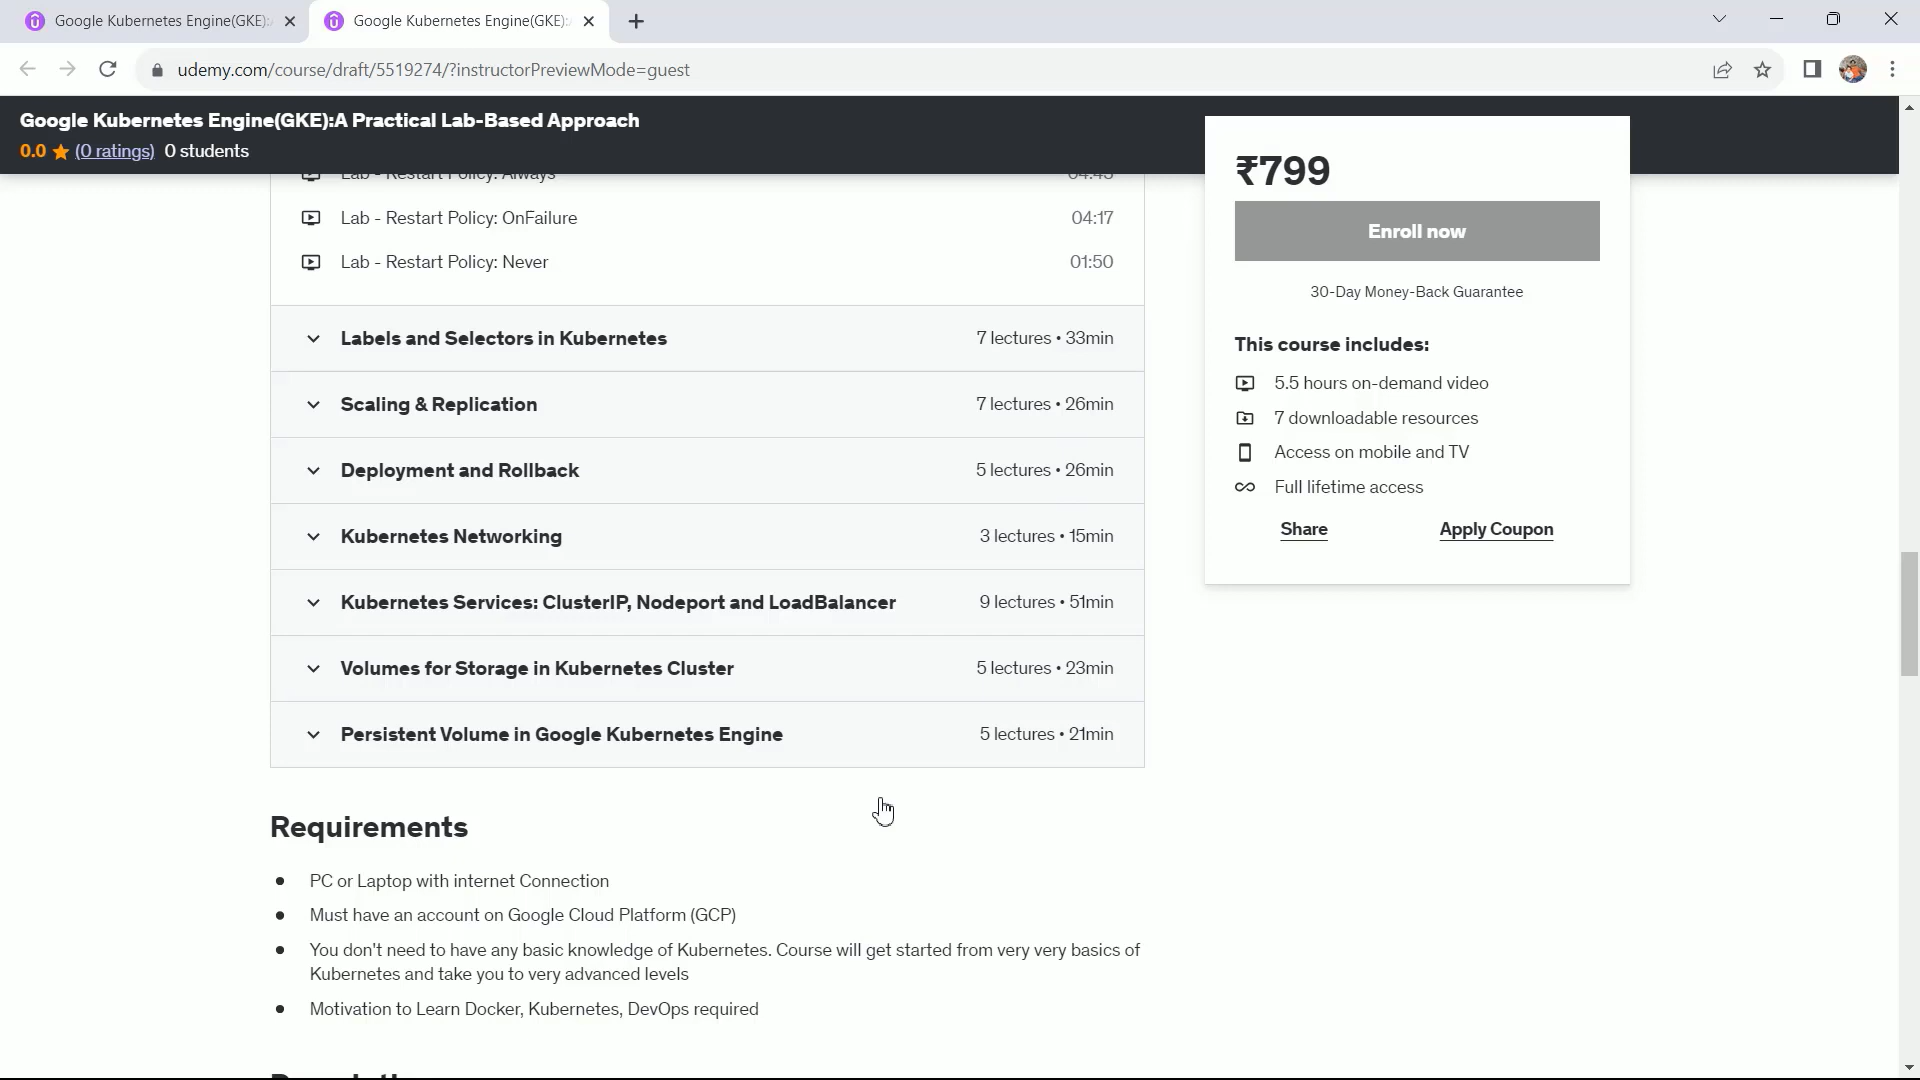 Google Kubernetes Engine(GKE):
Google Kubernetes Engine(GKE):
udemy.com/course/draft/5519274/?instructorPreviewMode=guest
Google Kubernetes Engine(GKE):A Practical Lab-Based Approach
0.0 (0 ratings) 0 students
Lab - Restart Policy: Always 04:43
Lab - Restart Policy: OnFailure 04:17
Lab - Restart Policy: Never 01:50
Labels and Selectors in Kubernetes 7 lectures • 33min
Scaling & Replication 7 lectures • 26min
Deployment and Rollback 5 lectures • 26min
Kubernetes Networking 3 lectures • 15min
Kubernetes Services: ClusterIP, Nodeport and LoadBalancer 9 lectures • 51min
Volumes for Storage in Kubernetes Cluster 5 lectures • 23min
Persistent Volume in Google Kubernetes Engine 5 lectures • 21min
Requirements
• PC or Laptop with internet Connection
• Must have an account on Google Cloud Platform (GCP)
• You don't need to have any basic knowledge of Kubernetes. Course will get started from very very basics of
Kubernetes and take you to very advanced levels
• Motivation to Learn Docker, Kubernetes, DevOps required
₹799
Enroll now
30-Day Money-Back Guarantee
This course includes:
5.5 hours on-demand video
7 downloadable resources
Access on mobile and TV
Full lifetime access
Share Apply Coupon